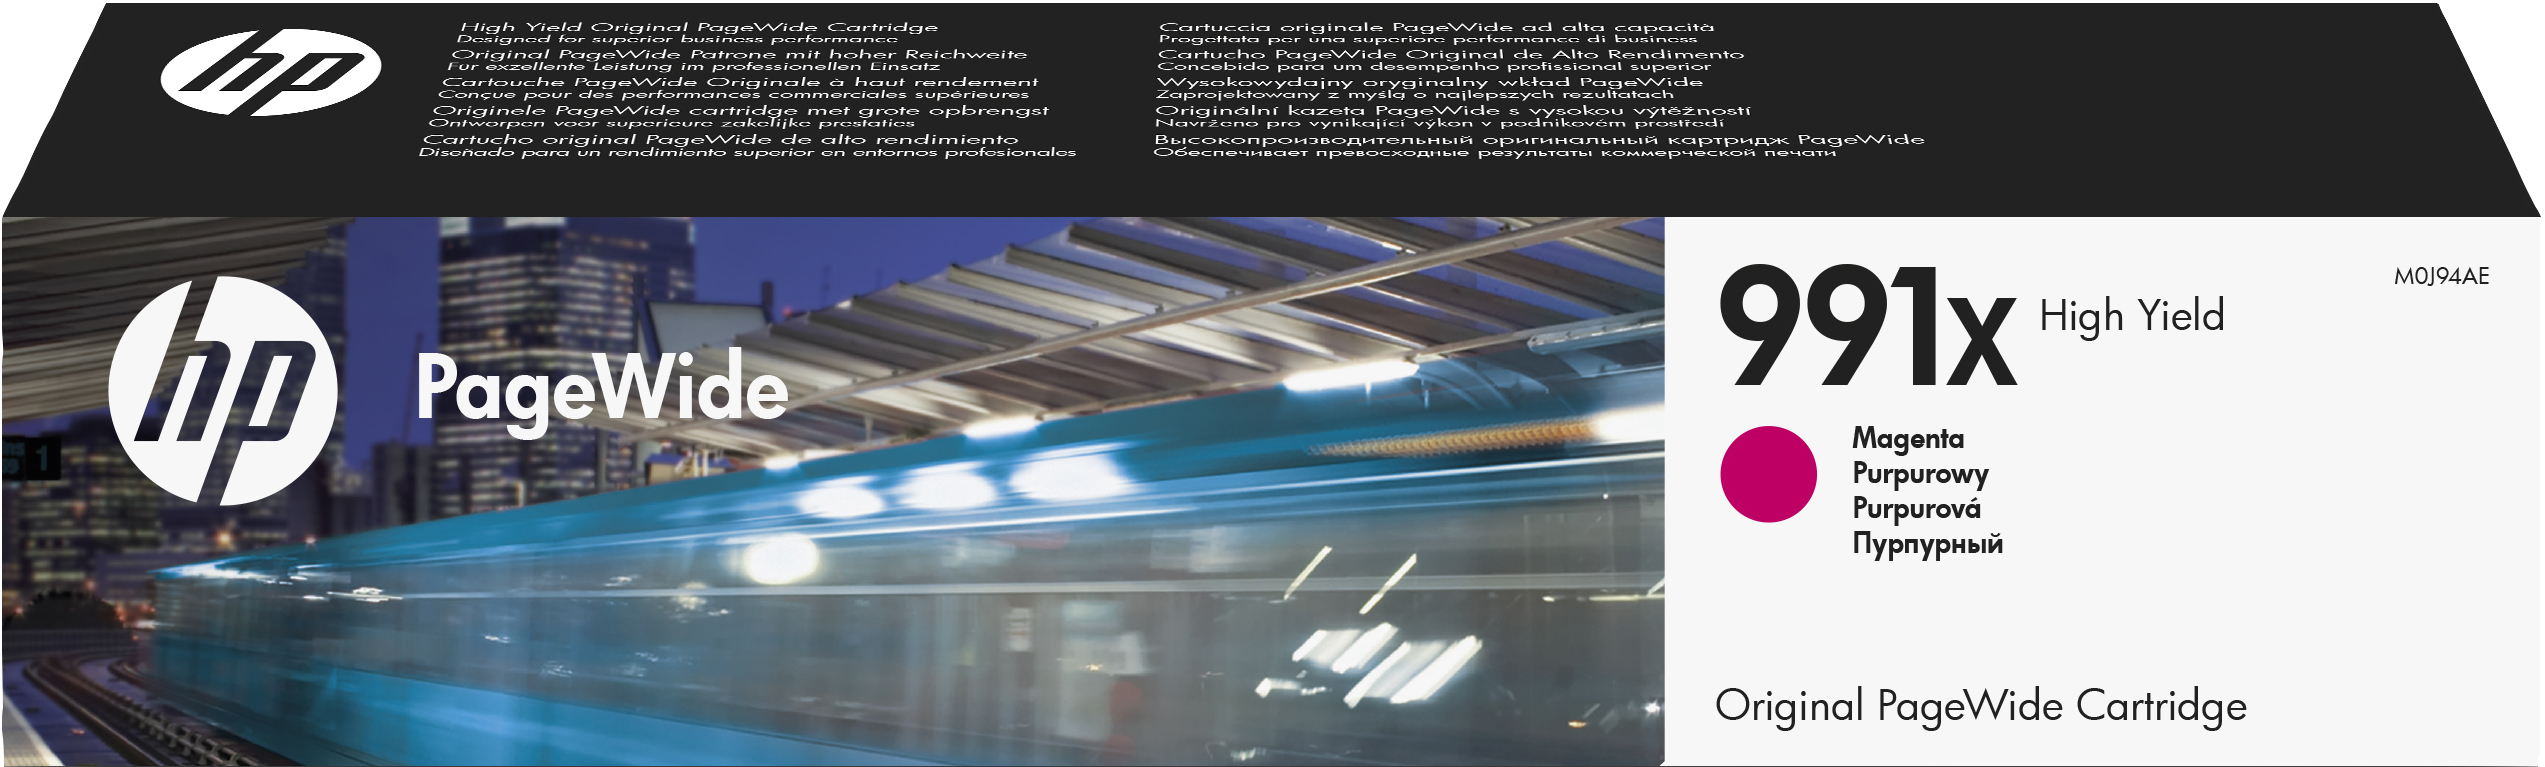 hp
High Yield Original PageWide Cartridge
Designed for superior business performance
Original PageWide Patrone mit hoher Reichweite
Für exzellente Leistung im professionellen Einsatz
Cartouche PageWide Originale à haut rendement
Conçue pour des performances commerciales supérieures
Originele PageWide cartridge met grote opbrengst
Ontworpen voor superieure zakelijke prestaties
Cartucho original PageWide de alto rendimiento
Diseñado para un rendimiento superior en entornos profesionales
Cartuccia originale PageWide ad alta capacità
Progettata per una superiore performance di business
Cartucho PageWide Original de Alto Rendimento
Concebido para um desempenho profissional superior
Wysokowydajny oryginalny wkład PageWide
Zaprojektowany z myślą o najlepszych rezultatach
Originální kazeta PageWide s vysokou výtěžností
Navrženo pro vynikající výkon v podnikovém prostředí
Высокопроизводительный оригинальный картридж PageWide
Обеспечивает превосходные результаты коммерческой печати
hp
PageWide
1
991x High Yield
M0J94AE
Magenta
Purpurowy
Purpurová
Пурпурный
Original PageWide Cartridge